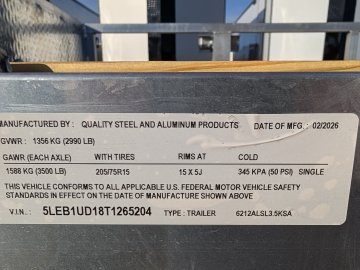 MANUFACTURED BY : QUALITY STEEL AND ALUMINUM PRODUCTS DATE OF MFG.: 02/2026
GVWR : 1356 KG (2990 LB)
GAWR (EACH AXLE) WITH TIRES RIMS AT COLD
1588 KG (3500 LB) 205/75R15 15 X 5J 345 KPA (50 PSI) SINGLE
THIS VEHICLE CONFORMS TO ALL APPLICABLE U.S. FEDERAL MOTOR VEHICLE SAFETY
STANDARDS IN EFFECT ON THE DATE OF MANUFACTURE SHOWN ABOVE
V.I.N.: 5LEB1UD18T1265204 TYPE : TRAILER 6212ALSL3.5KSA